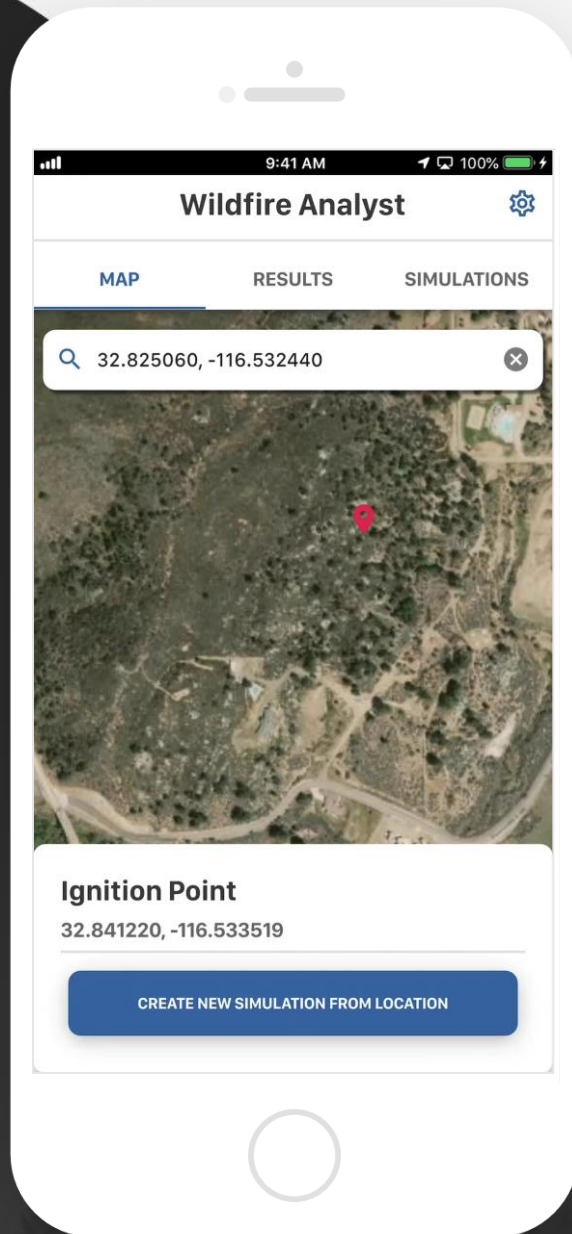 9:41 AM
100%
Wildfire Analyst
MAP
RESULTS
SIMULATIONS
32.825060, -116.532440
Ignition Point
32.841220, -116.533519
CREATE NEW SIMULATION FROM LOCATION